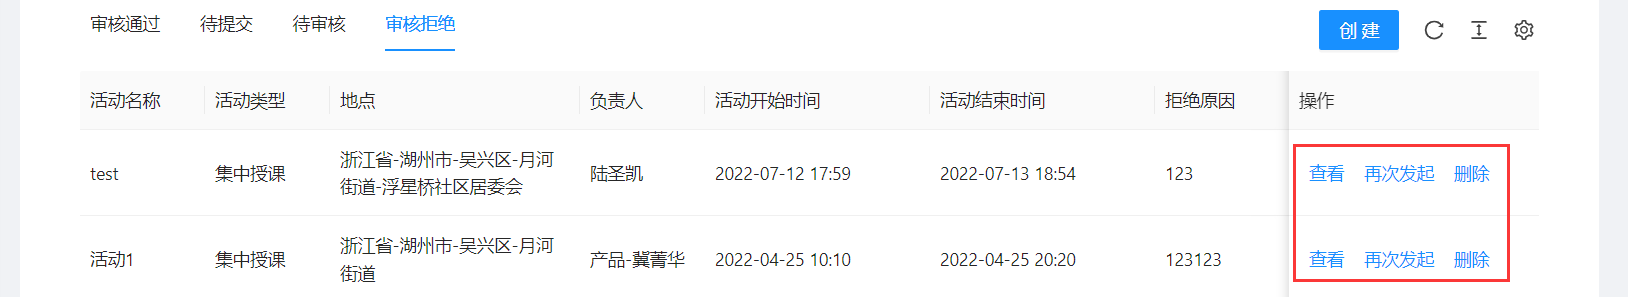 审核通过 待提交 待审核 审核拒绝 创建
活动名称 活动类型 地点 负责人 活动开始时间 活动结束时间 拒绝原因 操作
test 集中授课 浙江省-湖州市-吴兴区-月河 陆圣凯 2022-07-12 17:59 2022-07-13 18:54 123 查看 再次发起 删除
街道-浮星桥社区居委会
活动1 集中授课 浙江省-湖州市-吴兴区-月河 产品-冀菁华 2022-04-25 10:10 2022-04-25 20:20 123123 查看 再次发起 删除
街道